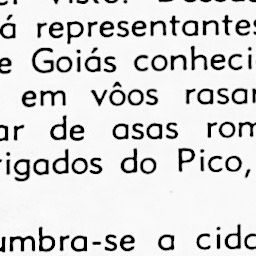 á representantes
e Goiás conheci
em vôos rasan
ar de asas rom
rigados do Pico,
umbra-se a cida